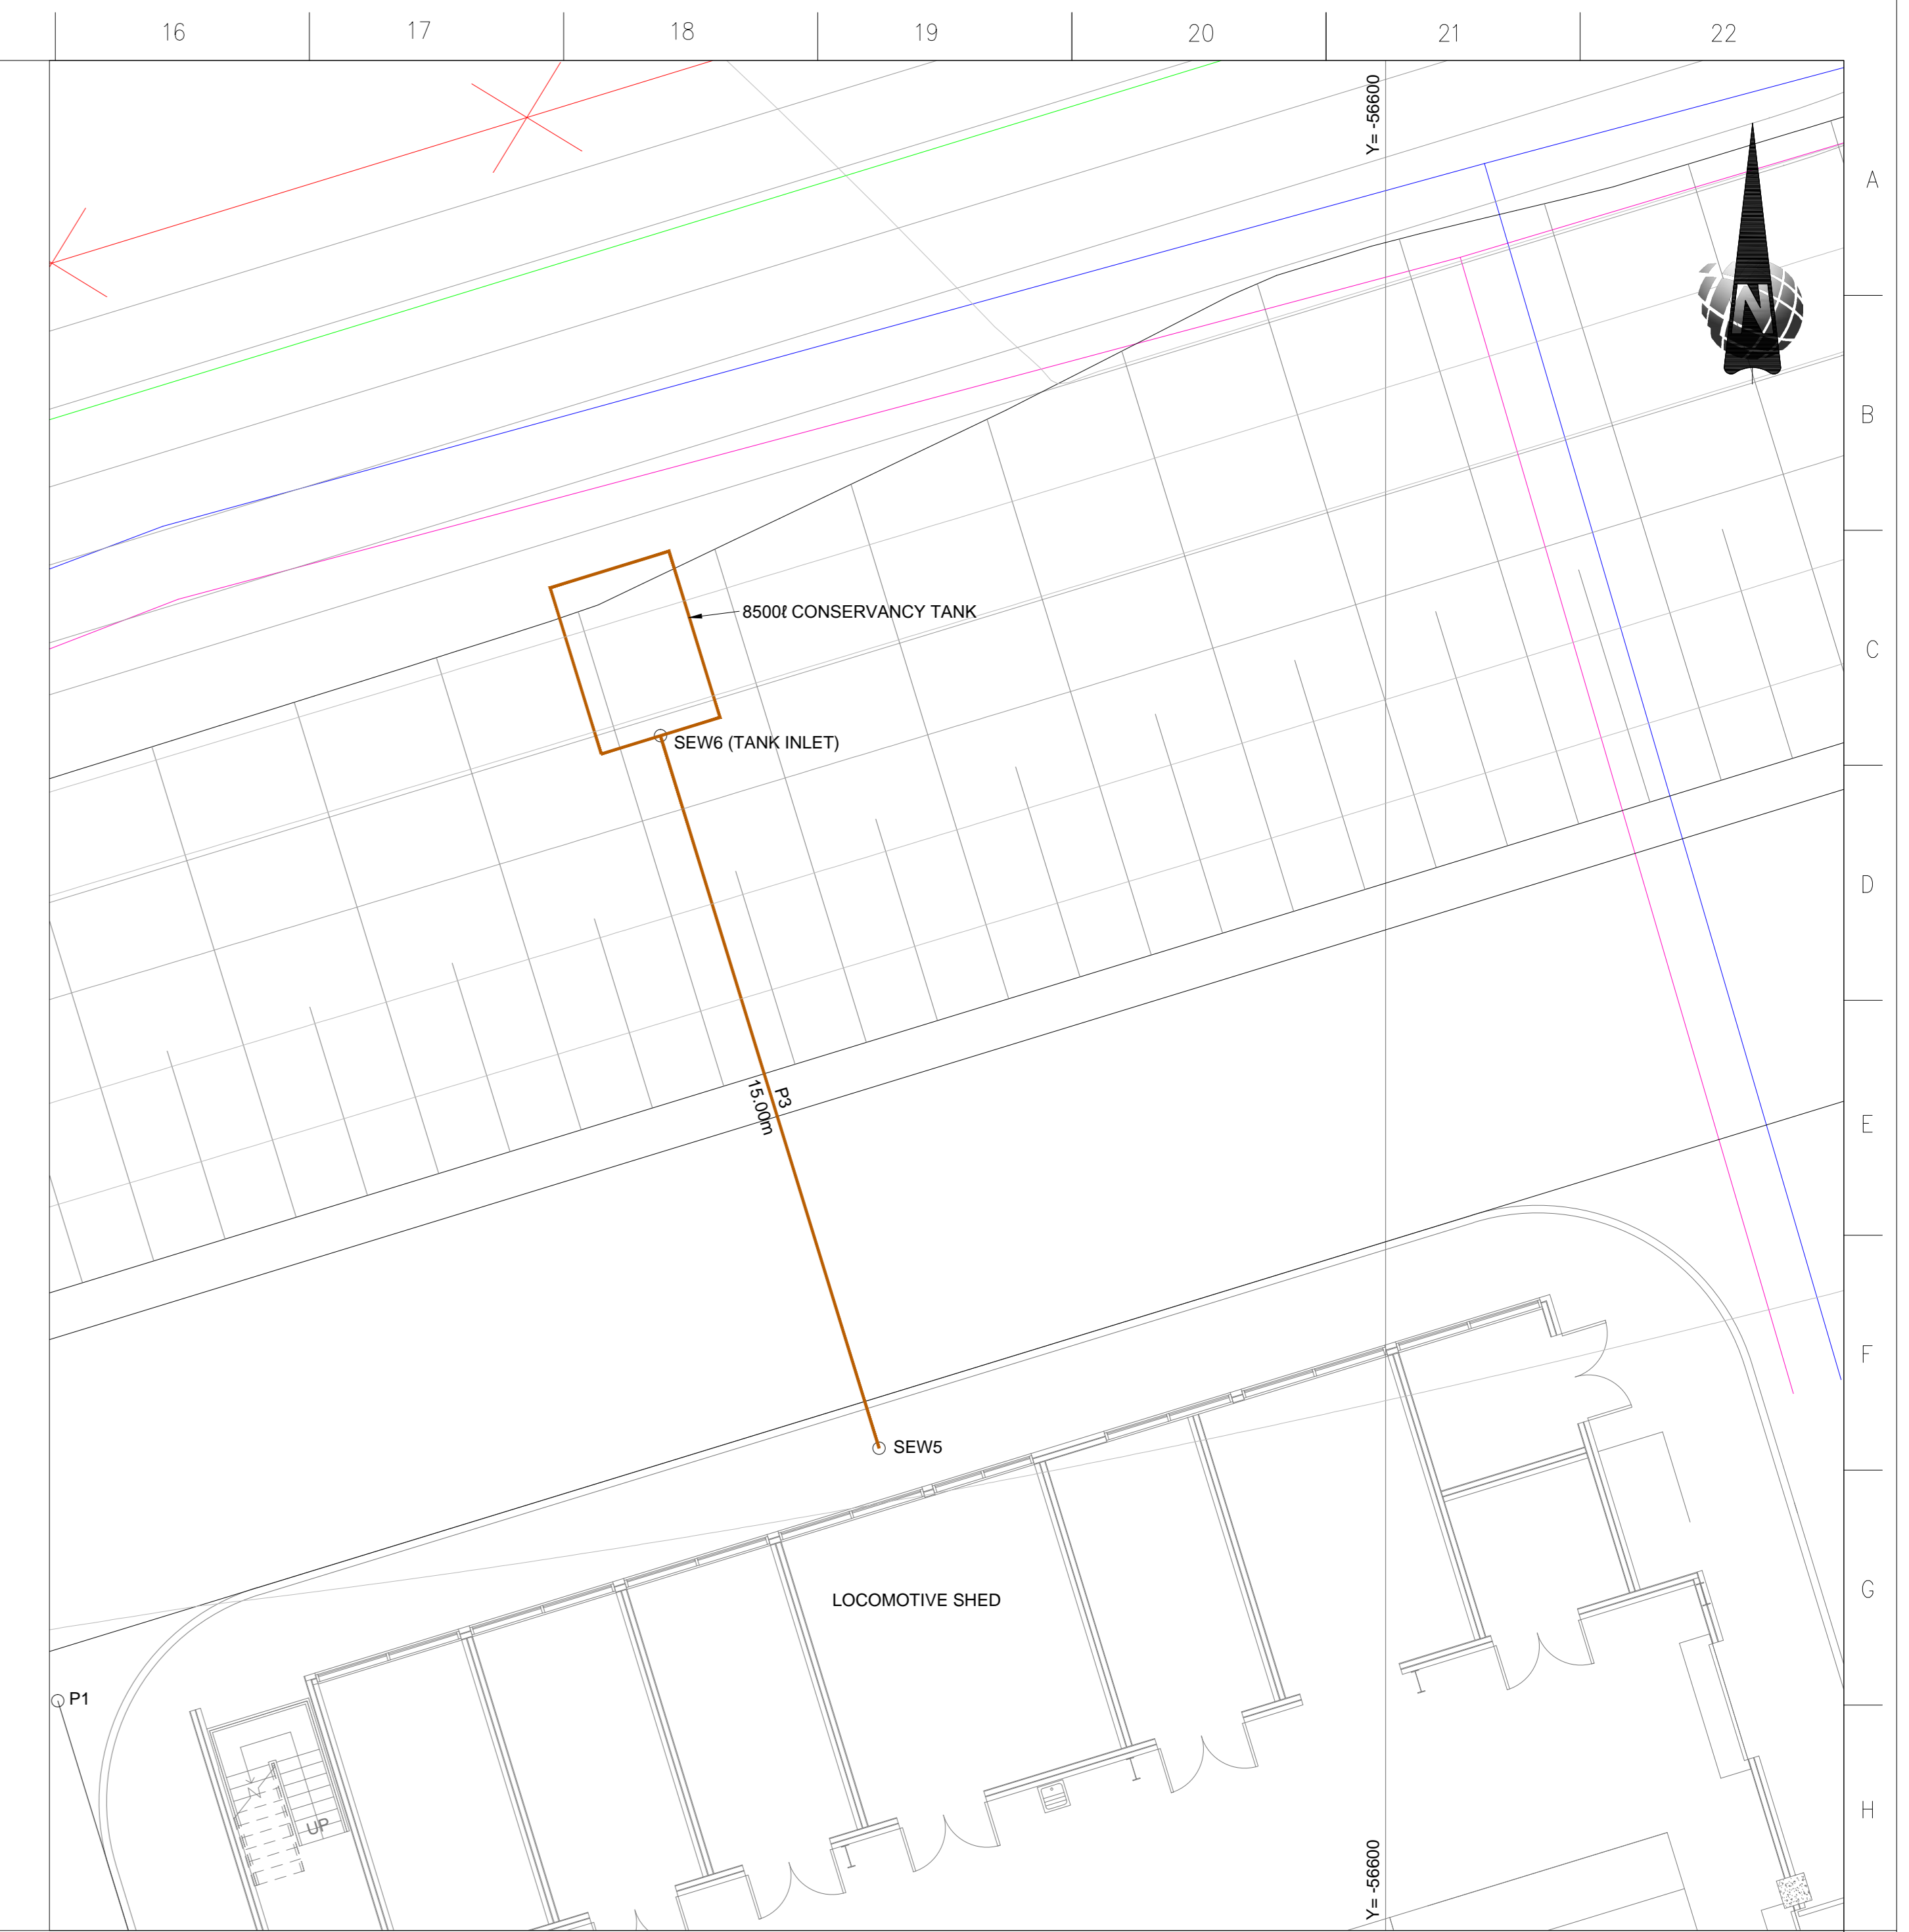 16
17
18
19
20
21
22
Y= -56600
A
N
B
8500ℓ CONSERVANCY TANK
C
SEW6 (TANK INLET)
D
P3
15.00m
E
F
SEW5
G
LOCOMOTIVE SHED
P1
H
UP
Y= -56600